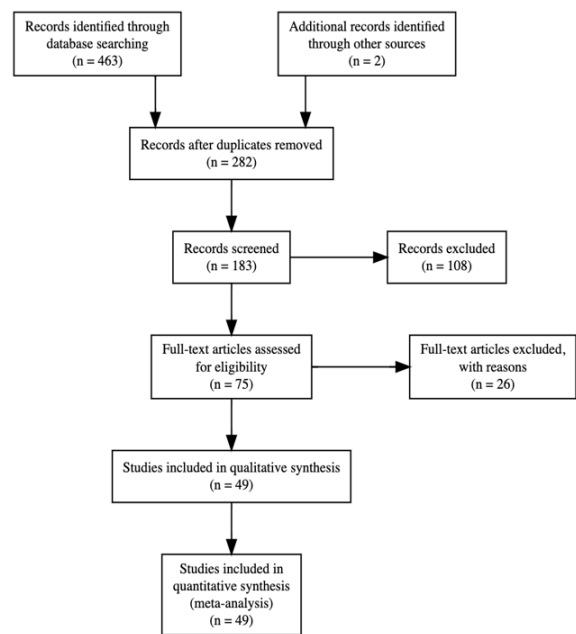 Records identified through
database searching
(n = 463)
Additional records identified
through other sources
(n = 2)
Records after duplicates removed
(n = 282)
Records screened
(n = 183)
Records excluded
(n = 108)
Full-text articles assessed
for eligibility
(n = 75)
Full-text articles excluded,
with reasons
(n = 26)
Studies included in qualitative synthesis
(n = 49)
Studies included in
quantitative synthesis
(meta-analysis)
(n = 49)